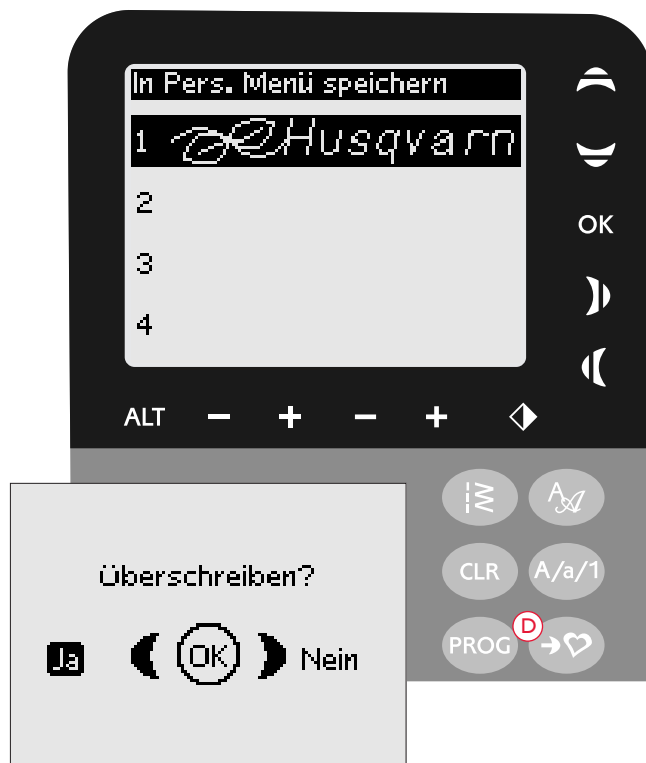 In Pers. Menü speichern
1 Husqvarn
2
3
4
OK
ALT - + - +
A A
CLR A/a/1
PROG D
Überschreiben?
Ja OK Nein